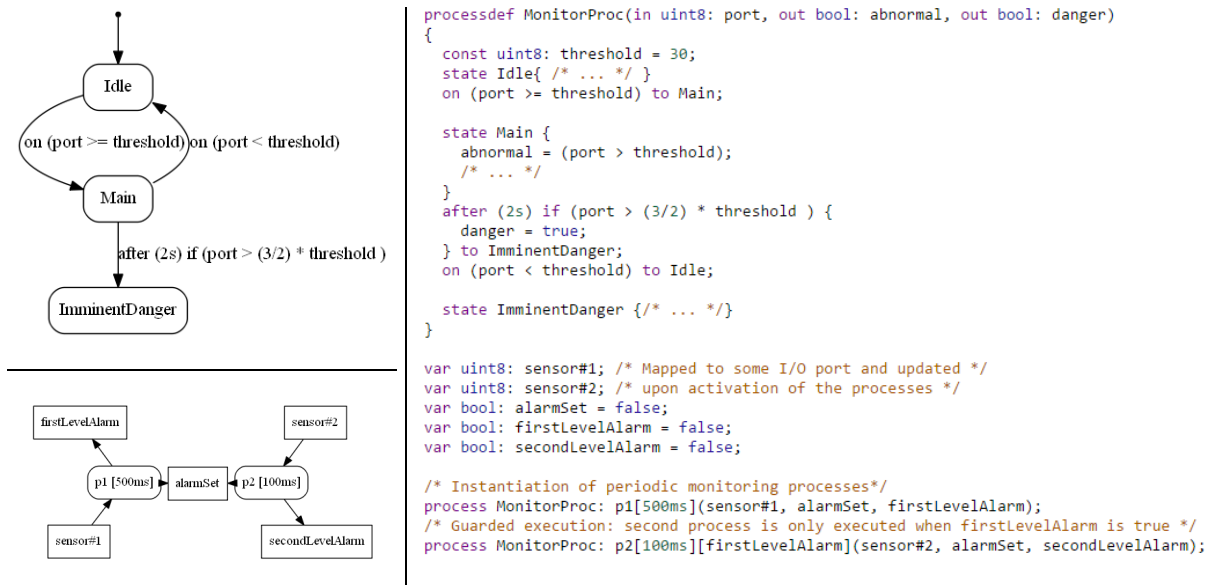 Idle
on (port >= threshold)
on (port < threshold)
Main
after (2s) if (port > (3/2) * threshold )
ImminentDanger
firstLevelAlarm
sensor#2
p1 [500ms]
alarmSet
p2 [100ms]
sensor#1
secondLevelAlarm
processdef MonitorProc(in uint8: port, out bool: abnormal, out bool: danger)
{
const uint8: threshold = 30;
state Idle{ /* ... */ }
on (port >= threshold) to Main;
state Main {
abnormal = (port > threshold);
/* ... */
}
after (2s) if (port > (3/2) * threshold ) {
danger = true;
} to ImminentDanger;
on (port < threshold) to Idle;
state ImminentDanger {/* ... */}
}
var uint8: sensor#1; /* Mapped to some I/O port and updated */
var uint8: sensor#2; /* upon activation of the processes */
var bool: alarmSet = false;
var bool: firstLevelAlarm = false;
var bool: secondLevelAlarm = false;
/* Instantiation of periodic monitoring processes*/
process MonitorProc: p1[500ms](sensor#1, alarmSet, firstLevelAlarm);
/* Guarded execution: second process is only executed when firstLevelAlarm is true */
process MonitorProc: p2[100ms][firstLevelAlarm](sensor#2, alarmSet, secondLevelAlarm);